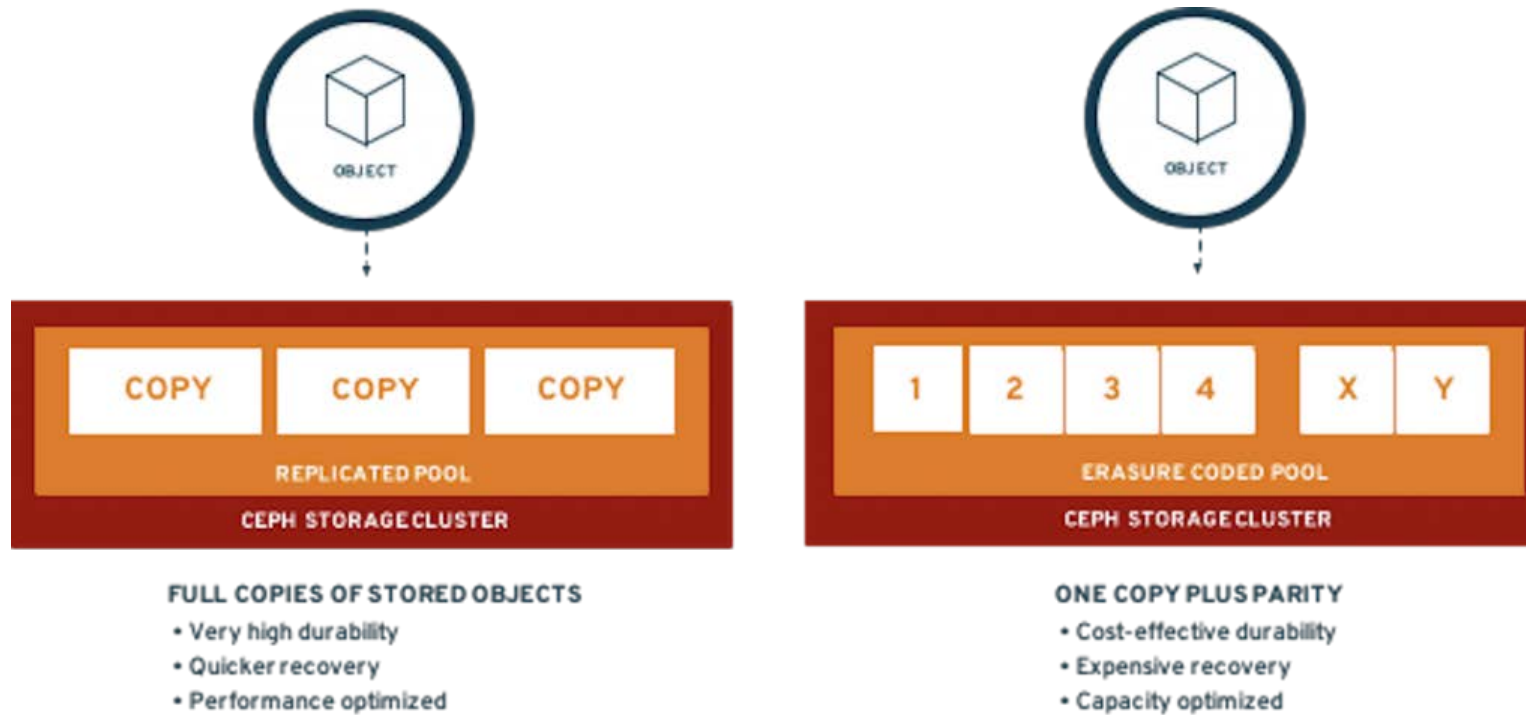 OBJECT
COPY COPY COPY
REPLICATED POOL
CEPH STORAGE CLUSTER
FULL COPIES OF STORED OBJECTS
• Very high durability
• Quicker recovery
• Performance optimized
OBJECT
1 2 3 4 X Y
ERASURE CODED POOL
CEPH STORAGE CLUSTER
ONE COPY PLUS PARITY
• Cost-effective durability
• Expensive recovery
• Capacity optimized